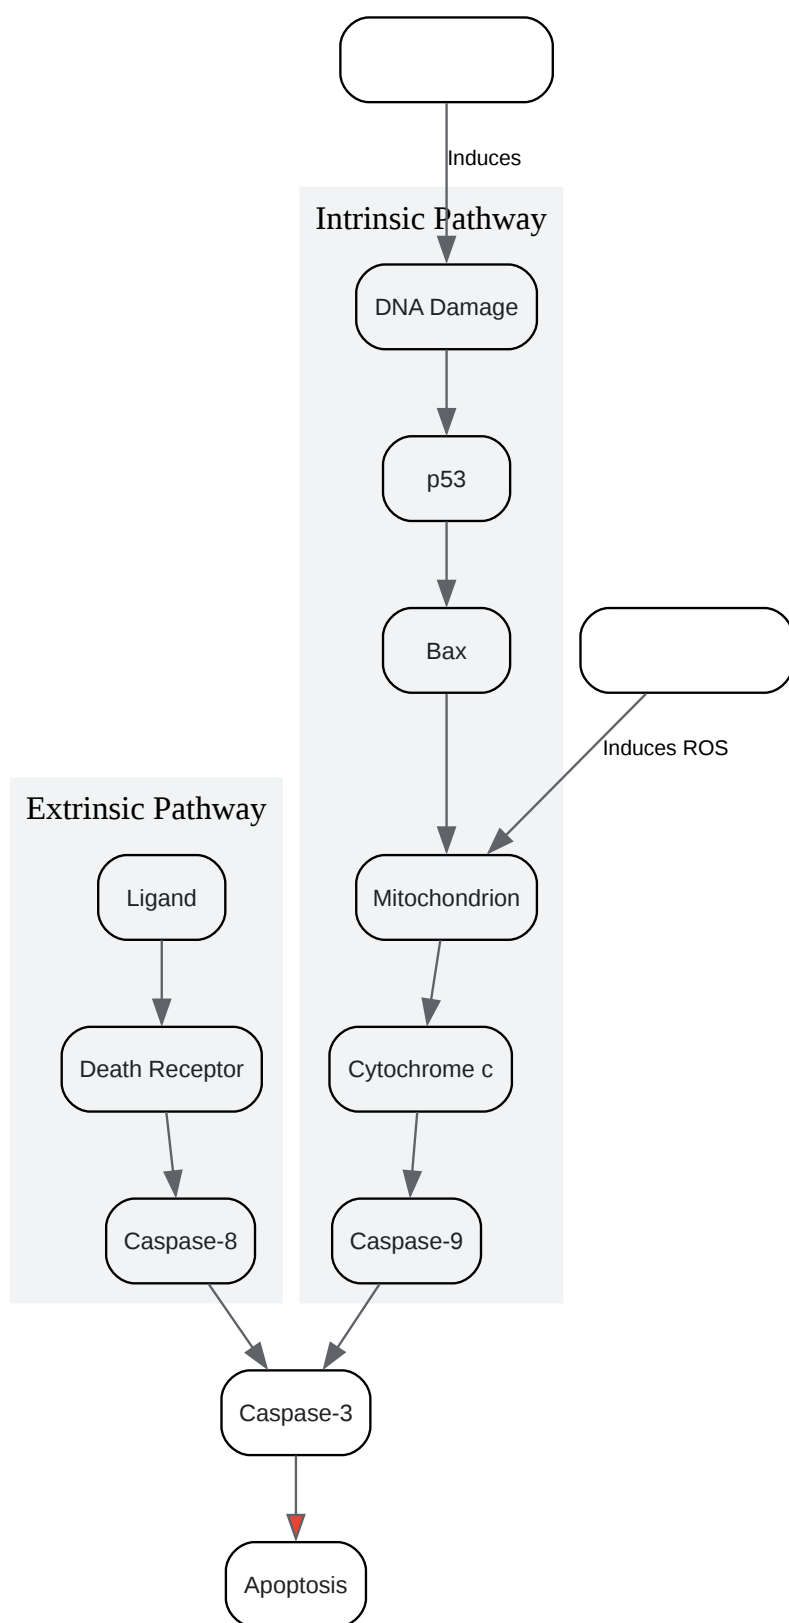 Induces
Intrinsic Pathway
DNA Damage
p53
Bax
Induces ROS
Extrinsic Pathway
Ligand
Mitochondrion
Death Receptor
Cytochrome c
Caspase-8
Caspase-9
Caspase-3
Apoptosis